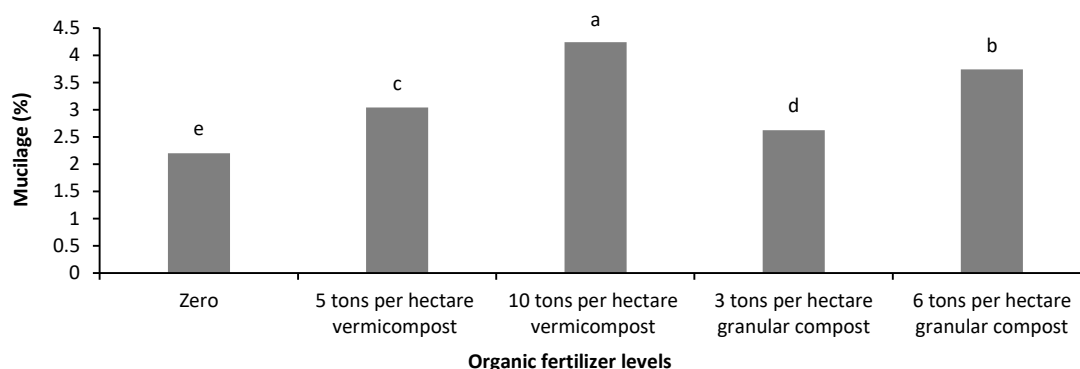 4.5
4
3.5
3
2.5
2
1.5
1
0.5
0
Mucilage (%)
e
c
a
d
b
Zero
5 tons per hectare
vermicompost
10 tons per hectare
vermicompost
3 tons per hectare
granular compost
6 tons per hectare
granular compost
Organic fertilizer levels